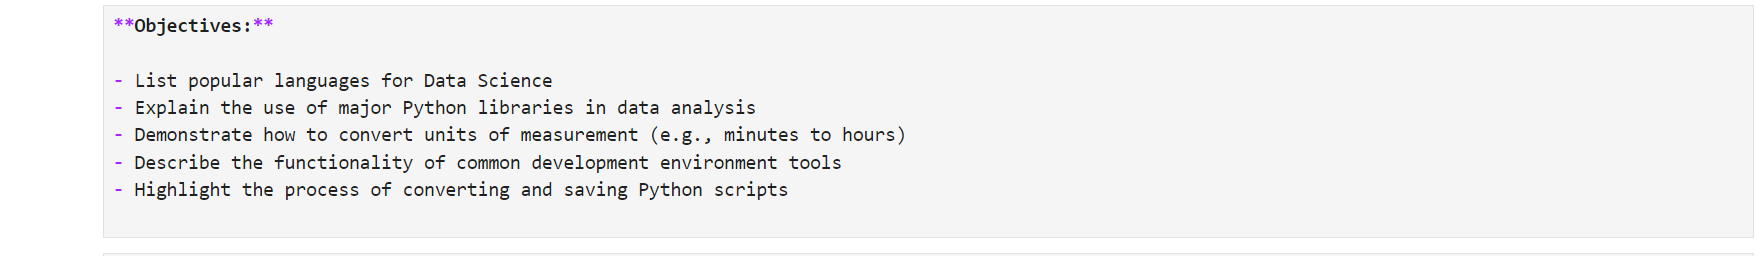 **Objectives:**
- List popular languages for Data Science
- Explain the use of major Python libraries in data analysis
- Demonstrate how to convert units of measurement (e.g., minutes to hours)
- Describe the functionality of common development environment tools
- Highlight the process of converting and saving Python scripts